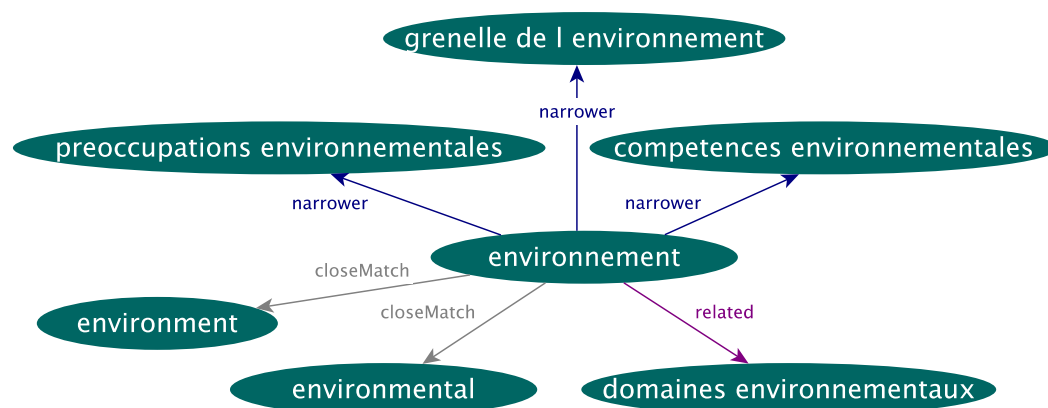 grenelle de l environnement
narrower
preoccupations environnementales
competences environnementales
narrower
narrower
environnement
closeMatch
closeMatch
related
environment
environmental
domaines environnementaux